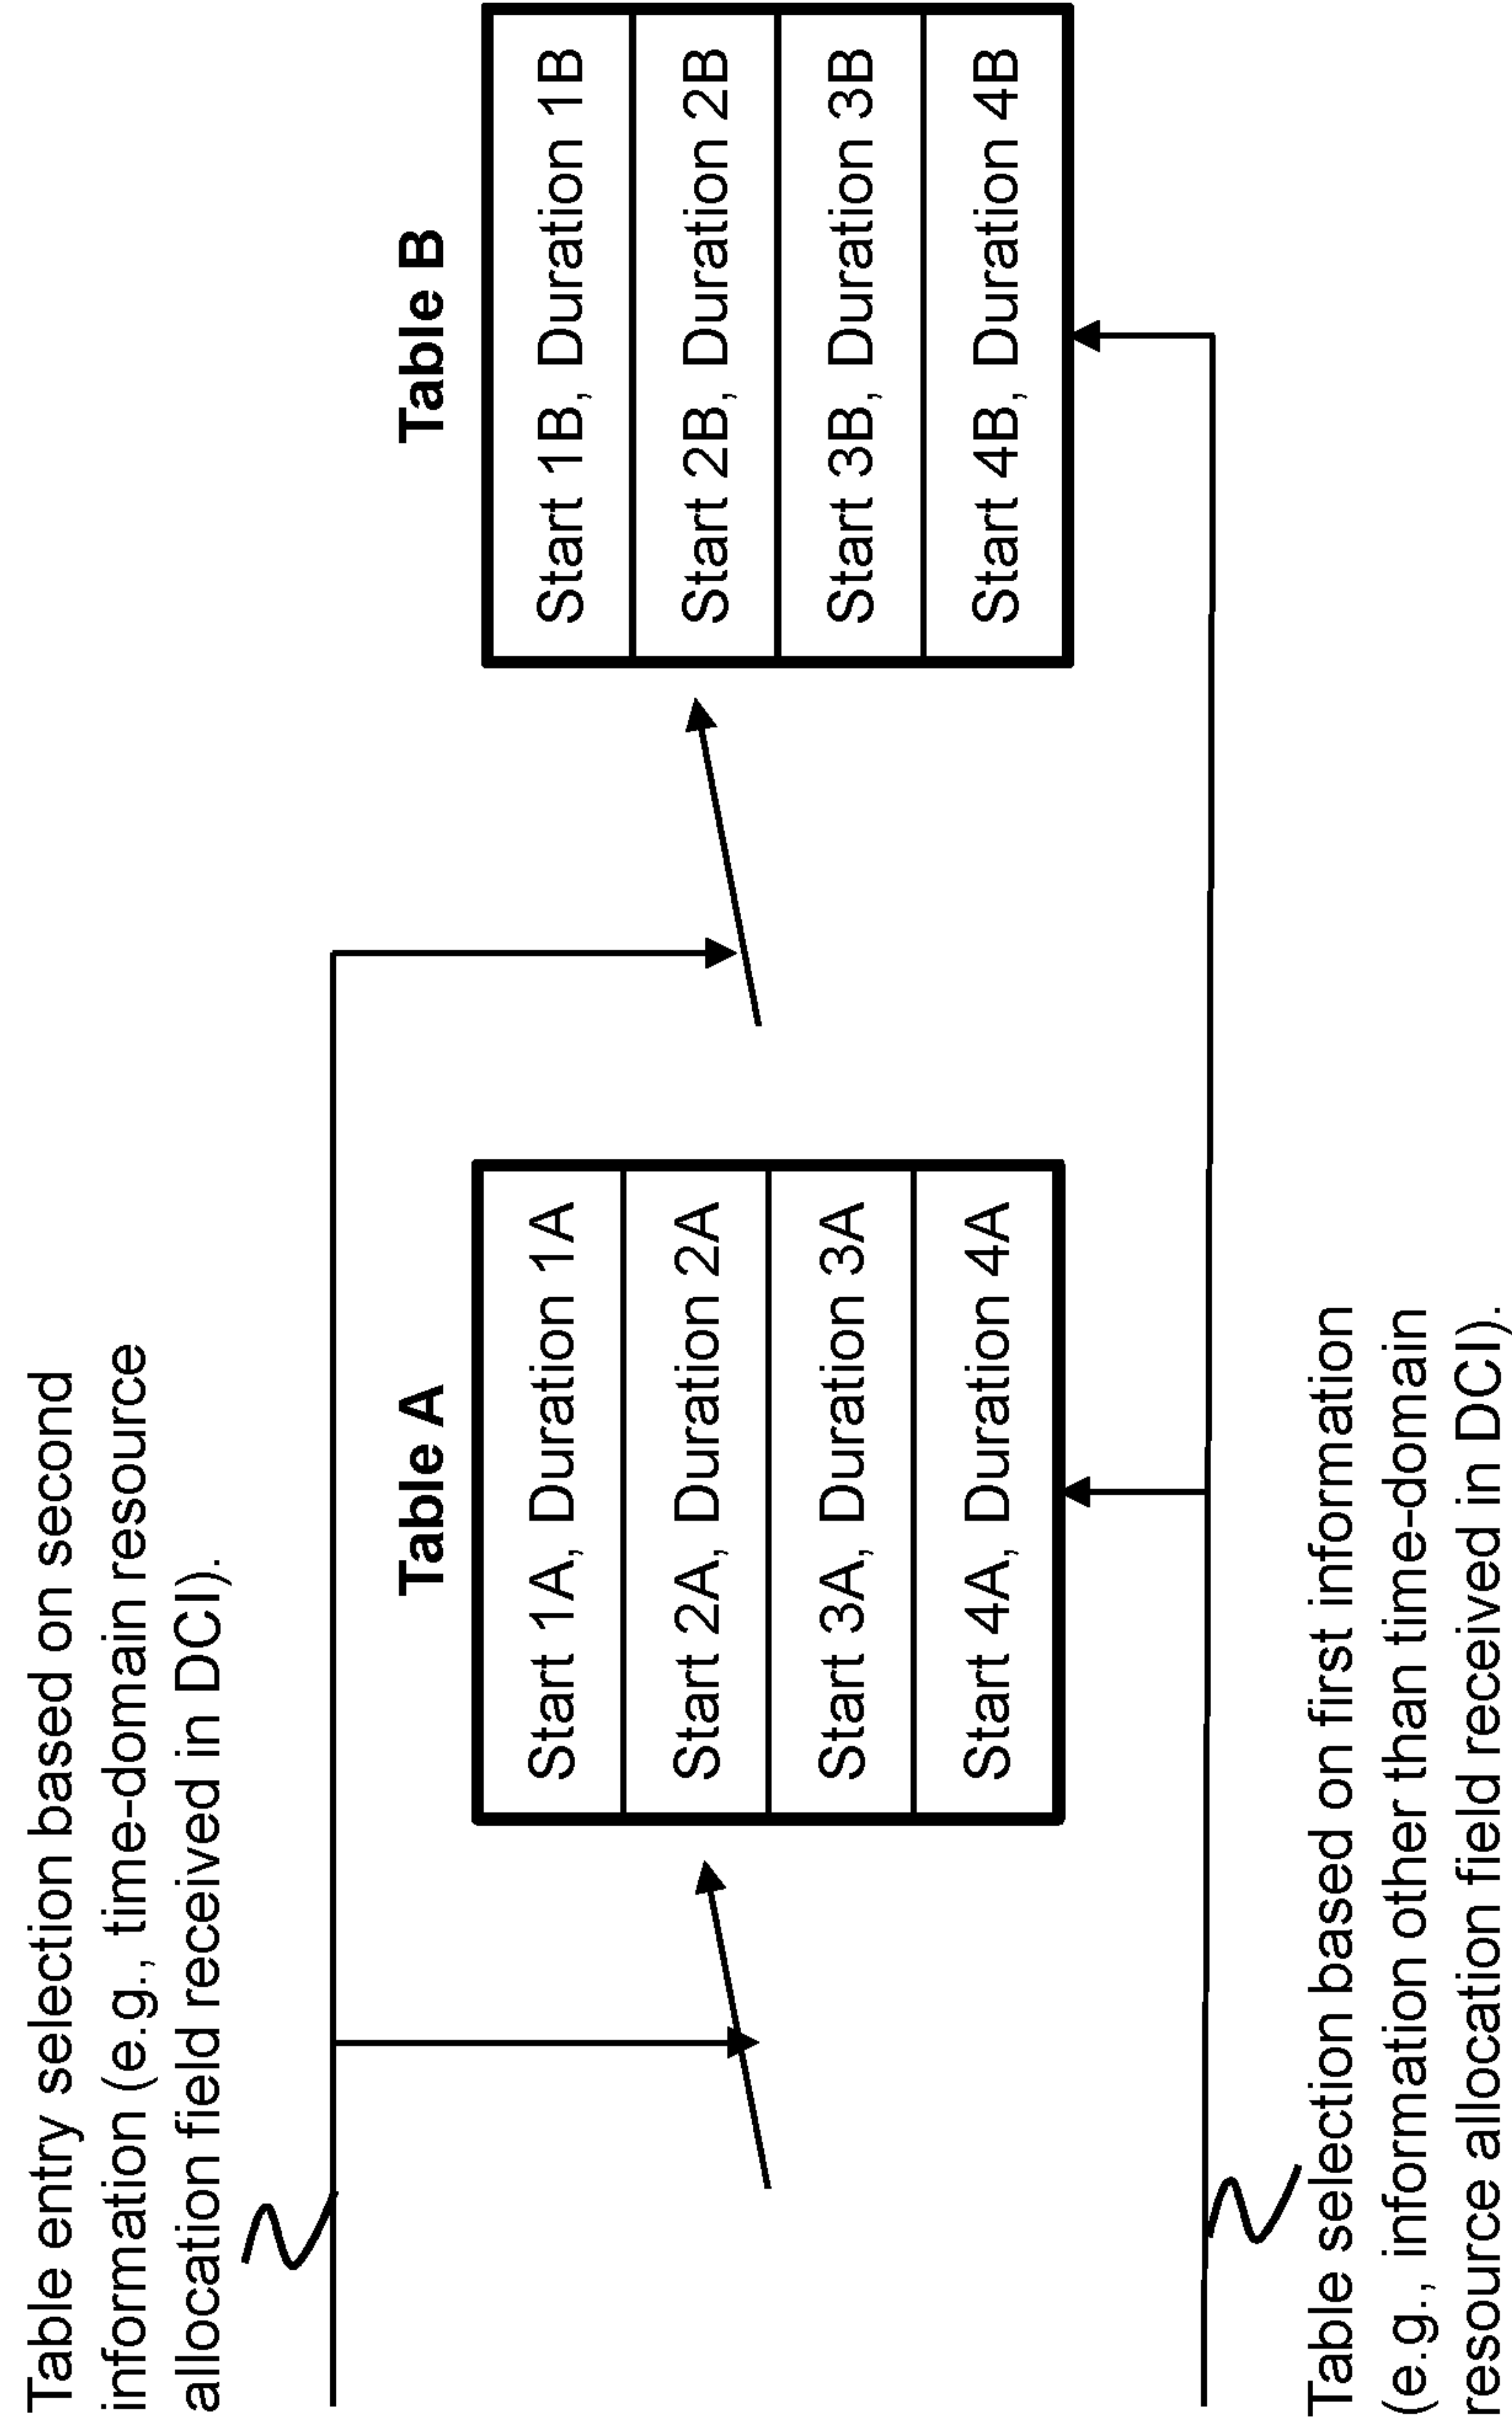 Table entry selection based on second
information (e.g., time-domain resource
allocation field received in DCI).
Table A
Start 1A, Duration 1A
Start 2A, Duration 2A
Start 3A, Duration 3A
Start 4A, Duration 4A
Table B
Start 1B, Duration 1B
Start 2B, Duration 2B
Start 3B, Duration 3B
Start 4B, Duration 4B
Table selection based on first information
(e.g., information other than time-domain
resource allocation field received in DCI).